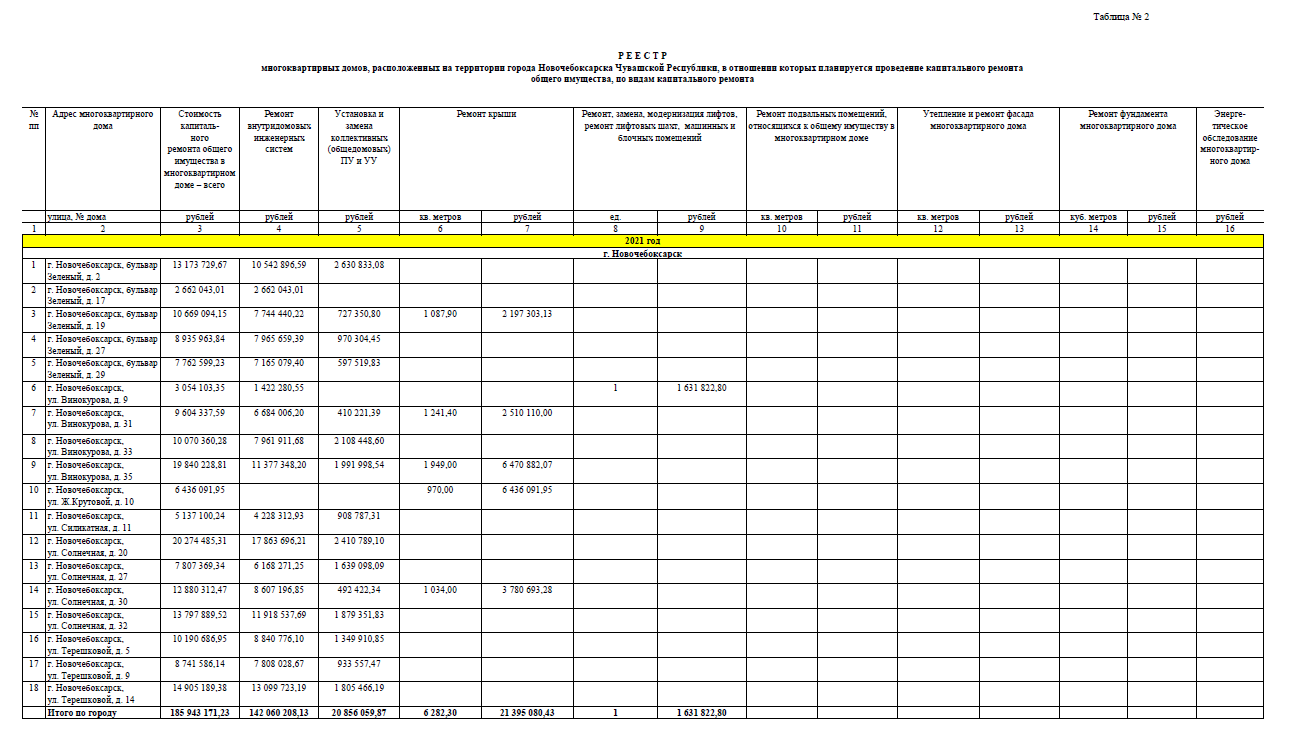 Таблица № 2
Р Е Е С Т Р
многоквартирных домов, расположенных на территории города Новочебоксарска Чувашской Республики, в отношении которых планируется проведение капитального ремонта
общего имущества, по видам капитального ремонта
№ пп Адрес многоквартирного дома Стоимость капиталь-ного ремонта общего имущества в многоквартирном доме – всего Ремонт внутридомовых инженерных систем Установка и замена коллективных (общедомовых) ПУ и УУ Ремонт крыши Ремонт, замена, модернизация лифтов, ремонт лифтовых шахт, машинных и блочных помещений Ремонт подвальных помещений, относящихся к общему имуществу в многоквартирном доме Утепление и ремонт фасада многоквартирного дома Ремонт фундамента многоквартирного дома Энерге-тическое обследование многоквартир-ного дома
улица, № дома рублей рублей рублей кв. метров рублей ед. рублей кв. метров рублей кв. метров рублей куб. метров рублей рублей
1 2 3 4 5 6 7 8 9 10 11 12 13 14 15 16
2021 год
г. Новочебоксарск
1 г. Новочебоксарск, бульвар 13 173 729,67 10 542 896,59 2 630 833,08
Зеленый, д. 2
2 г. Новочебоксарск, бульвар 2 662 043,01 2 662 043,01
Зеленый, д. 17
3 г. Новочебоксарск, бульвар 10 669 094,15 7 744 440,22 727 350,80 1 087,90 2 197 303,13
Зеленый, д. 19
4 г. Новочебоксарск, бульвар 8 935 963,84 7 965 659,39 970 304,45
Зеленый, д. 27
5 г. Новочебоксарск, бульвар 7 762 599,23 7 165 079,40 597 519,83
Зеленый, д. 29
6 г. Новочебоксарск, 3 054 103,35 1 422 280,55 1 1 631 822,80
ул. Винокурова, д. 9
7 г. Новочебоксарск, 9 604 337,59 6 684 006,20 410 221,39 1 241,40 2 510 110,00
ул. Винокурова, д. 31
8 г. Новочебоксарск, 10 070 360,28 7 961 911,68 2 108 448,60
ул. Винокурова, д. 33
9 г. Новочебоксарск, 19 840 228,81 11 377 348,20 1 991 998,54 1 949,00 6 470 882,07
ул. Винокурова, д. 35
10 г. Новочебоксарск, 6 436 091,95 970,00 6 436 091,95
ул. Ж.Крутовой, д. 10
11 г. Новочебоксарск, 5 137 100,24 4 228 312,93 908 787,31
ул. Силикатная, д. 11
12 г. Новочебоксарск, 20 274 485,31 17 863 696,21 2 410 789,10
ул. Солнечная, д. 20
13 г. Новочебоксарск, 7 807 369,34 6 168 271,25 1 639 098,09
ул. Солнечная, д. 27
14 г. Новочебоксарск, 12 880 312,47 8 607 196,85 492 422,34 1 034,00 3 780 693,28
ул. Солнечная, д. 30
15 г. Новочебоксарск, 13 797 889,52 11 918 537,69 1 879 351,83
ул. Солнечная, д. 32
16 г. Новочебоксарск, 10 190 686,95 8 840 776,10 1 349 910,85
ул. Терешковой, д. 5
17 г. Новочебоксарск, 8 741 586,14 7 808 028,67 933 557,47
ул. Терешковой, д. 9
18 г. Новочебоксарск, 14 905 189,38 13 099 723,19 1 805 466,19
ул. Терешковой, д. 14
Итого по городу 185 943 171,23 142 060 208,13 20 856 059,87 6 282,30 21 395 080,43 1 1 631 822,80